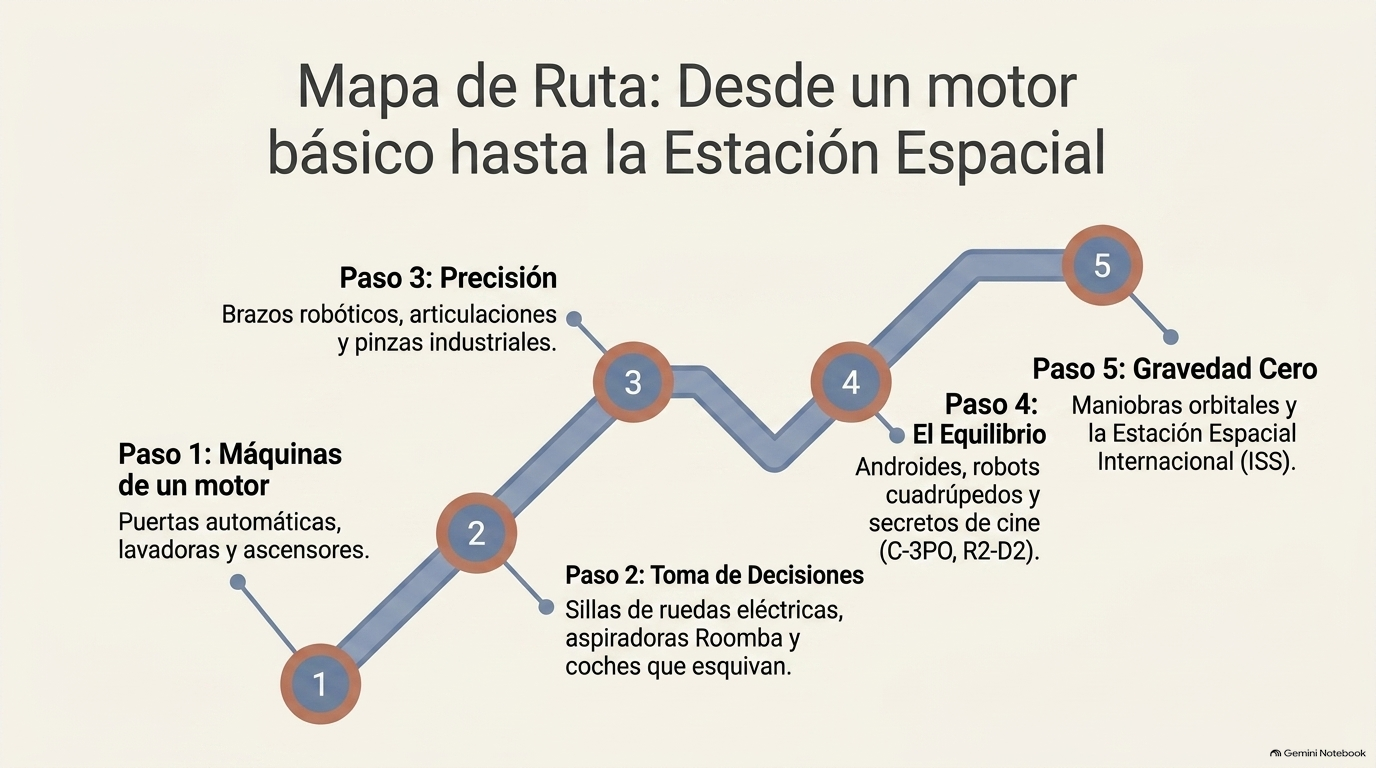 Mapa de Ruta: Desde un motor
básico hasta la Estación Espacial
Paso 1: Máquinas
de un motor
Puertas automáticas,
lavadoras y ascensores.
1
2
Paso 2: Toma de Decisiones
Sillas de ruedas eléctricas,
aspiradoras Roomba y
coches que esquivan.
Paso 3: Precisión
Brazos robóticos, articulaciones
y pinzas industriales.
3
4
Paso 4:
El Equilibrio
Androides, robots
cuadrúpedos y
secretos de cine
(C-3PO, R2-D2).
5
Paso 5: Gravedad Cero
Maniobras orbitales y
la Estación Espacial
Internacional (ISS).
Gemini Notebook